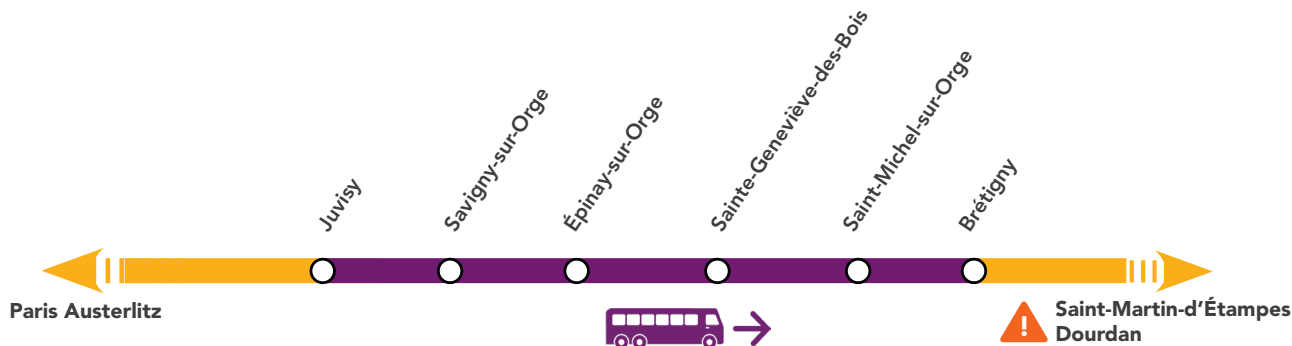 Juvisy
Savigny-sur-Orge
Épinay-sur-Orge
Sainte-Geneviève-des-Bois
Saint-Michel-sur-Orge
Brétigny
Paris Austerlitz
Saint-Martin-d’Étampes
Dourdan